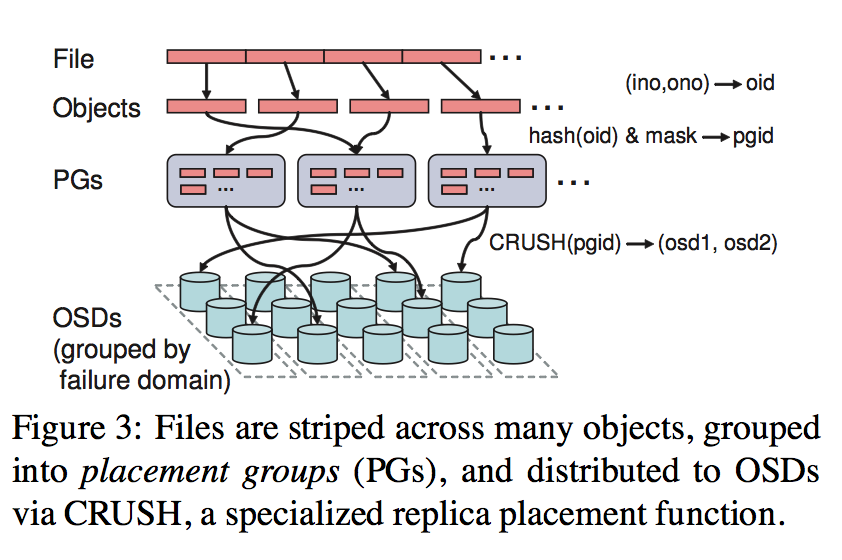 File
...
(ino,ono) → oid
Objects
...
hash(oid) & mask → pgid
PGs
...
...
...
...
CRUSH(pgid) → (osd1, osd2)
OSDs
(grouped by
failure domain)
Figure 3: Files are striped across many objects, grouped
into placement groups (PGs), and distributed to OSDs
via CRUSH, a specialized replica placement function.